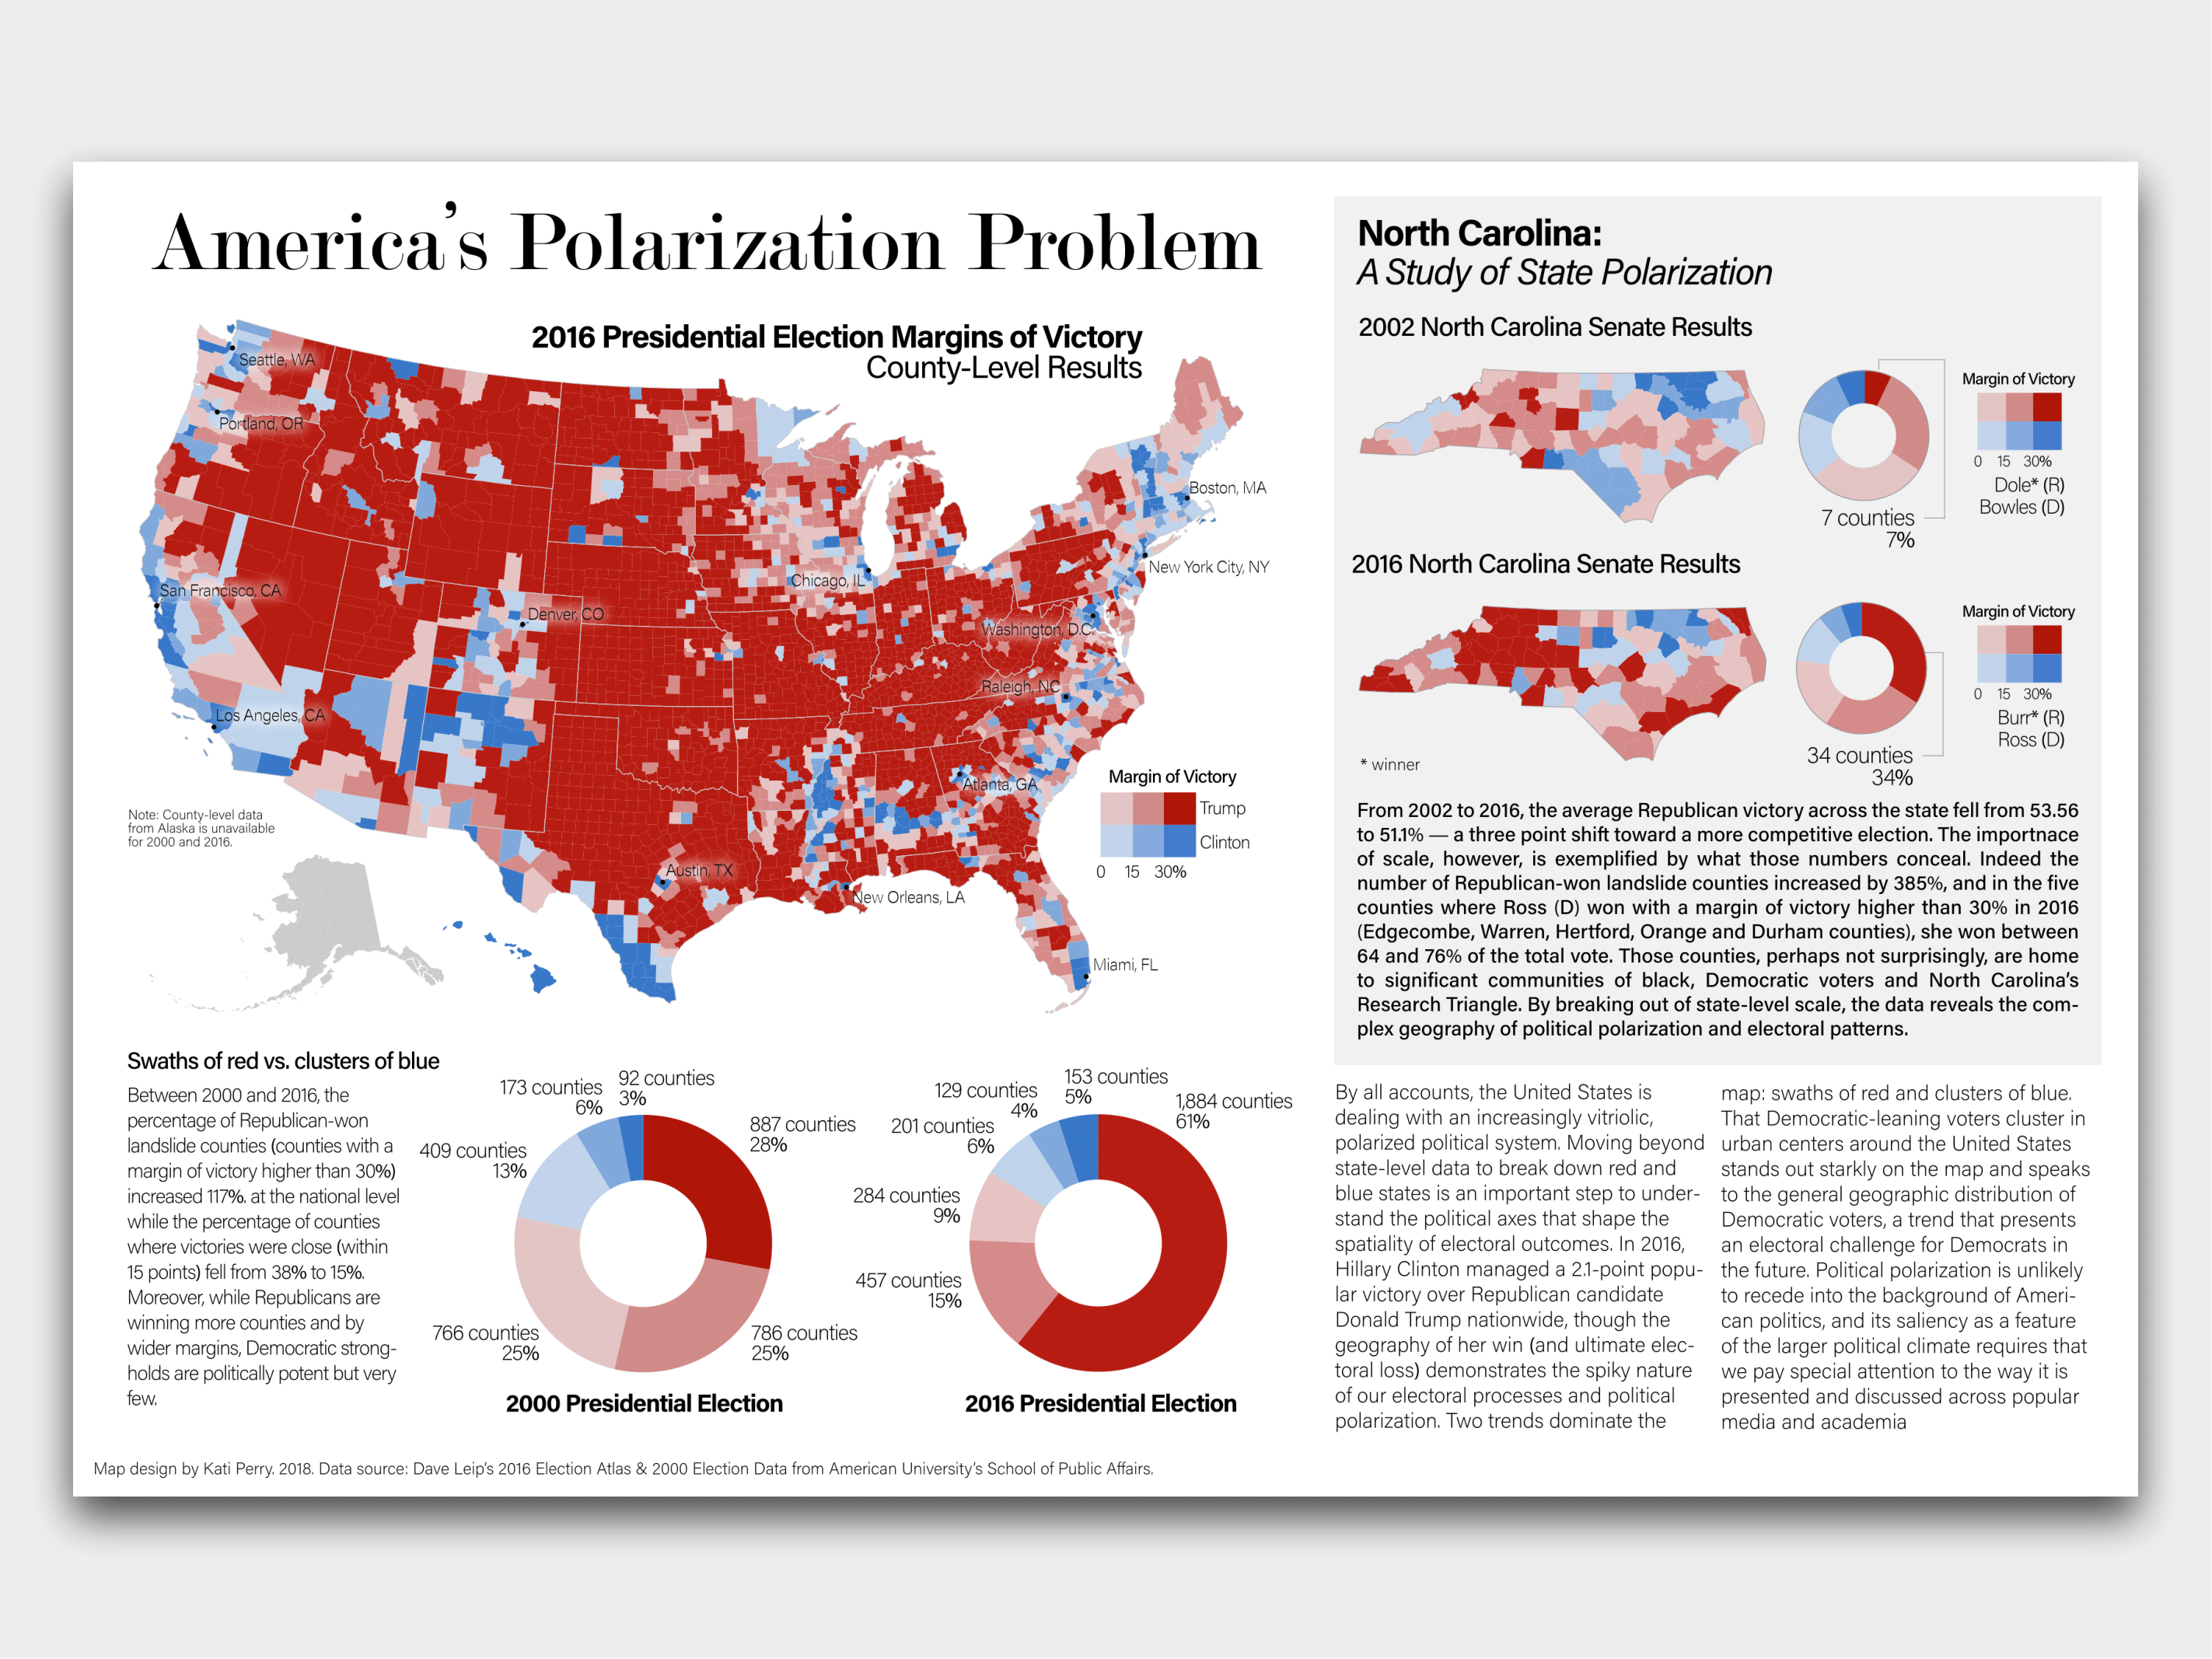 America's Polarization Problem
2016 Presidential Election Margins of Victory
County-Level Results
Seattle, WA
Portland, OR
San Francisco, CA
Los Angeles, CA
Denver, CO
Chicago, IL
Boston, MA
New York City, NY
Washington, D.C.
Raleigh, NC
Atlanta, GA
Austin, TX
New Orleans, LA
Miami, FL
Margin of Victory
Trump
Clinton
0 15 30%
Note: County-level data
from Alaska is unavailable
for 2000 and 2016.
Swaths of red vs. clusters of blue
Between 2000 and 2016, the
percentage of Republican-won
landslide counties (counties with a
margin of victory higher than 30%)
increased 117%. at the national level
while the percentage of counties
where victories were close (within
15 points) fell from 38% to 15%.
Moreover, while Republicans are
winning more counties and by
wider margins, Democratic strong-
holds are politically potent but very
few.
173 counties
6%
92 counties
3%
887 counties
28%
409 counties
13%
766 counties
25%
786 counties
25%
2000 Presidential Election
129 counties
4%
153 counties
5%
1,884 counties
61%
201 counties
6%
284 counties
9%
457 counties
15%
2016 Presidential Election
Map design by Kati Perry. 2018. Data source: Dave Leip's 2016 Election Atlas & 2000 Election Data from American University's School of Public Affairs.
North Carolina:
A Study of State Polarization
2002 North Carolina Senate Results
7 counties
7%
Margin of Victory
0 15 30%
Dole* (R)
Bowles (D)
2016 North Carolina Senate Results
34 counties
34%
Margin of Victory
0 15 30%
Burr* (R)
Ross (D)
* winner
From 2002 to 2016, the average Republican victory across the state fell from 53.56
to 51.1% — a three point shift toward a more competitive election. The importnace
of scale, however, is exemplified by what those numbers conceal. Indeed the
number of Republican-won landslide counties increased by 385%, and in the five
counties where Ross (D) won with a margin of victory higher than 30% in 2016
(Edgecombe, Warren, Hertford, Orange and Durham counties), she won between
64 and 76% of the total vote. Those counties, perhaps not surprisingly, are home
to significant communities of black, Democratic voters and North Carolina's
Research Triangle. By breaking out of state-level scale, the data reveals the com-
plex geography of political polarization and electoral patterns.
By all accounts, the United States is
dealing with an increasingly vitriolic,
polarized political system. Moving beyond
state-level data to break down red and
blue states is an important step to under-
stand the political axes that shape the
spatiality of electoral outcomes. In 2016,
Hillary Clinton managed a 2.1-point popu-
lar victory over Republican candidate
Donald Trump nationwide, though the
geography of her win (and ultimate elec-
toral loss) demonstrates the spiky nature
of our electoral processes and political
polarization. Two trends dominate the
map: swaths of red and clusters of blue.
That Democratic-leaning voters cluster in
urban centers around the United States
stands out starkly on the map and speaks
to the general geographic distribution of
Democratic voters, a trend that presents
an electoral challenge for Democrats in
the future. Political polarization is unlikely
to recede into the background of Ameri-
can politics, and its saliency as a feature
of the larger political climate requires that
we pay special attention to the way it is
presented and discussed across popular
media and academia